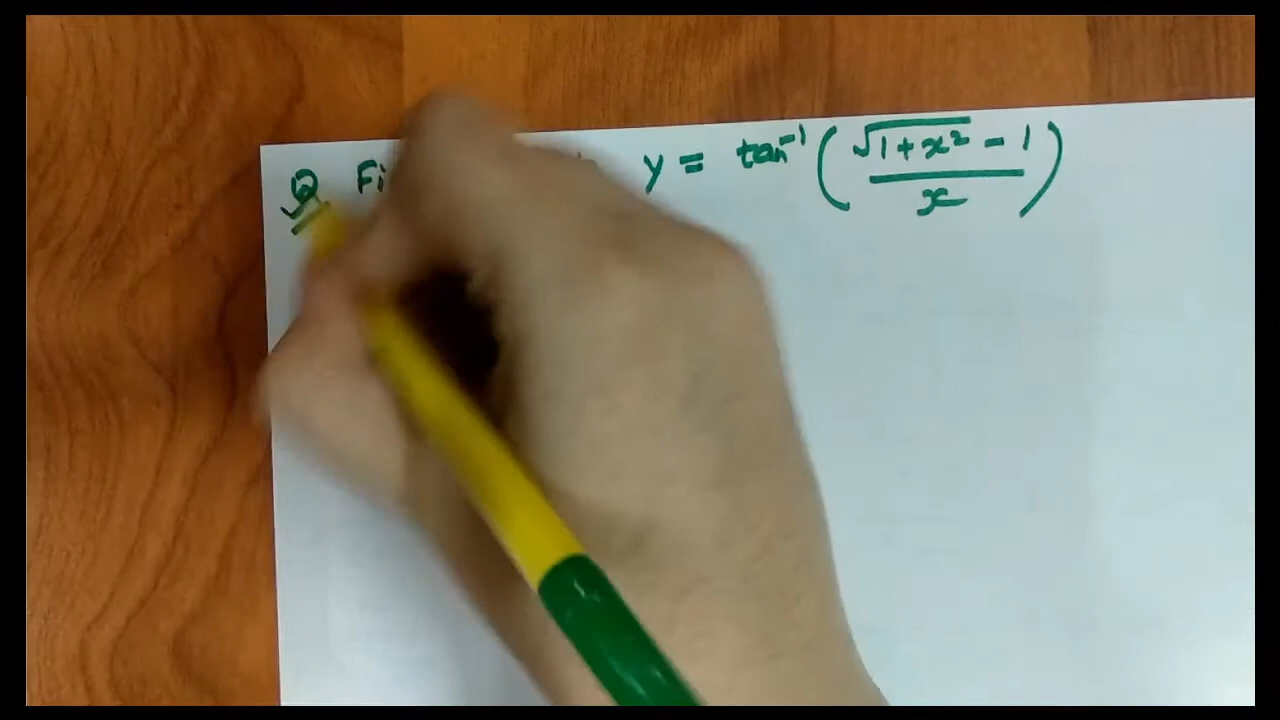 Q Fi y = tan⁻¹ ( (√(1+x²) - 1) / x )